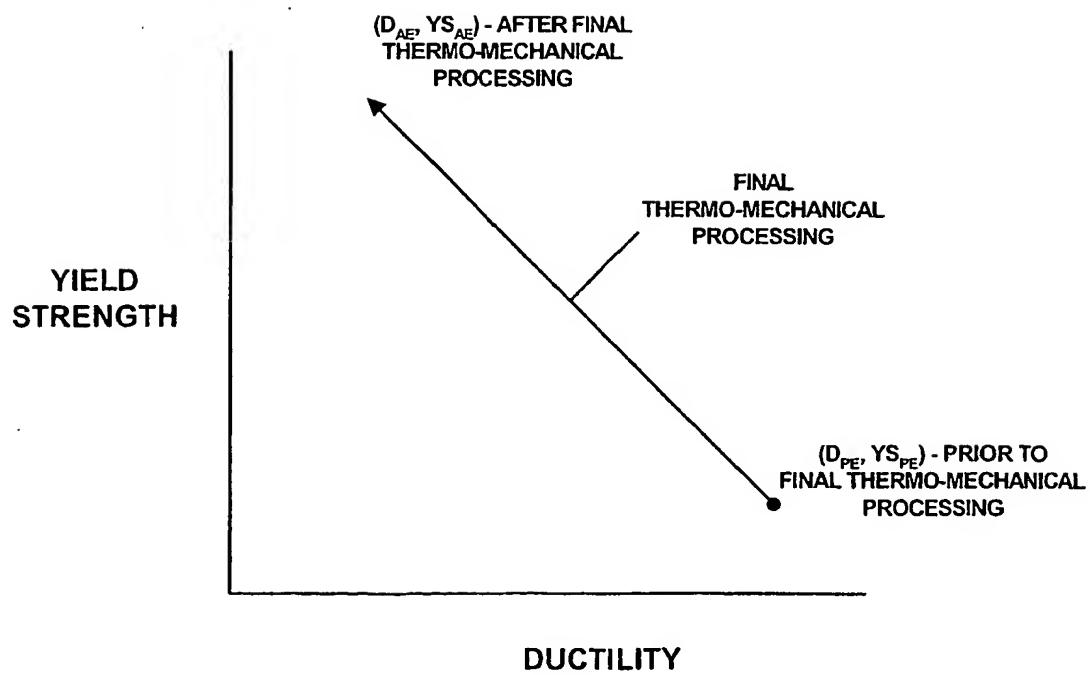 (D_AE, YS_AE) - AFTER FINAL
THERMO-MECHANICAL
PROCESSING
FINAL
THERMO-MECHANICAL
PROCESSING
YIELD
STRENGTH
(D_PE, YS_PE) - PRIOR TO
FINAL THERMO-MECHANICAL
PROCESSING
DUCTILITY